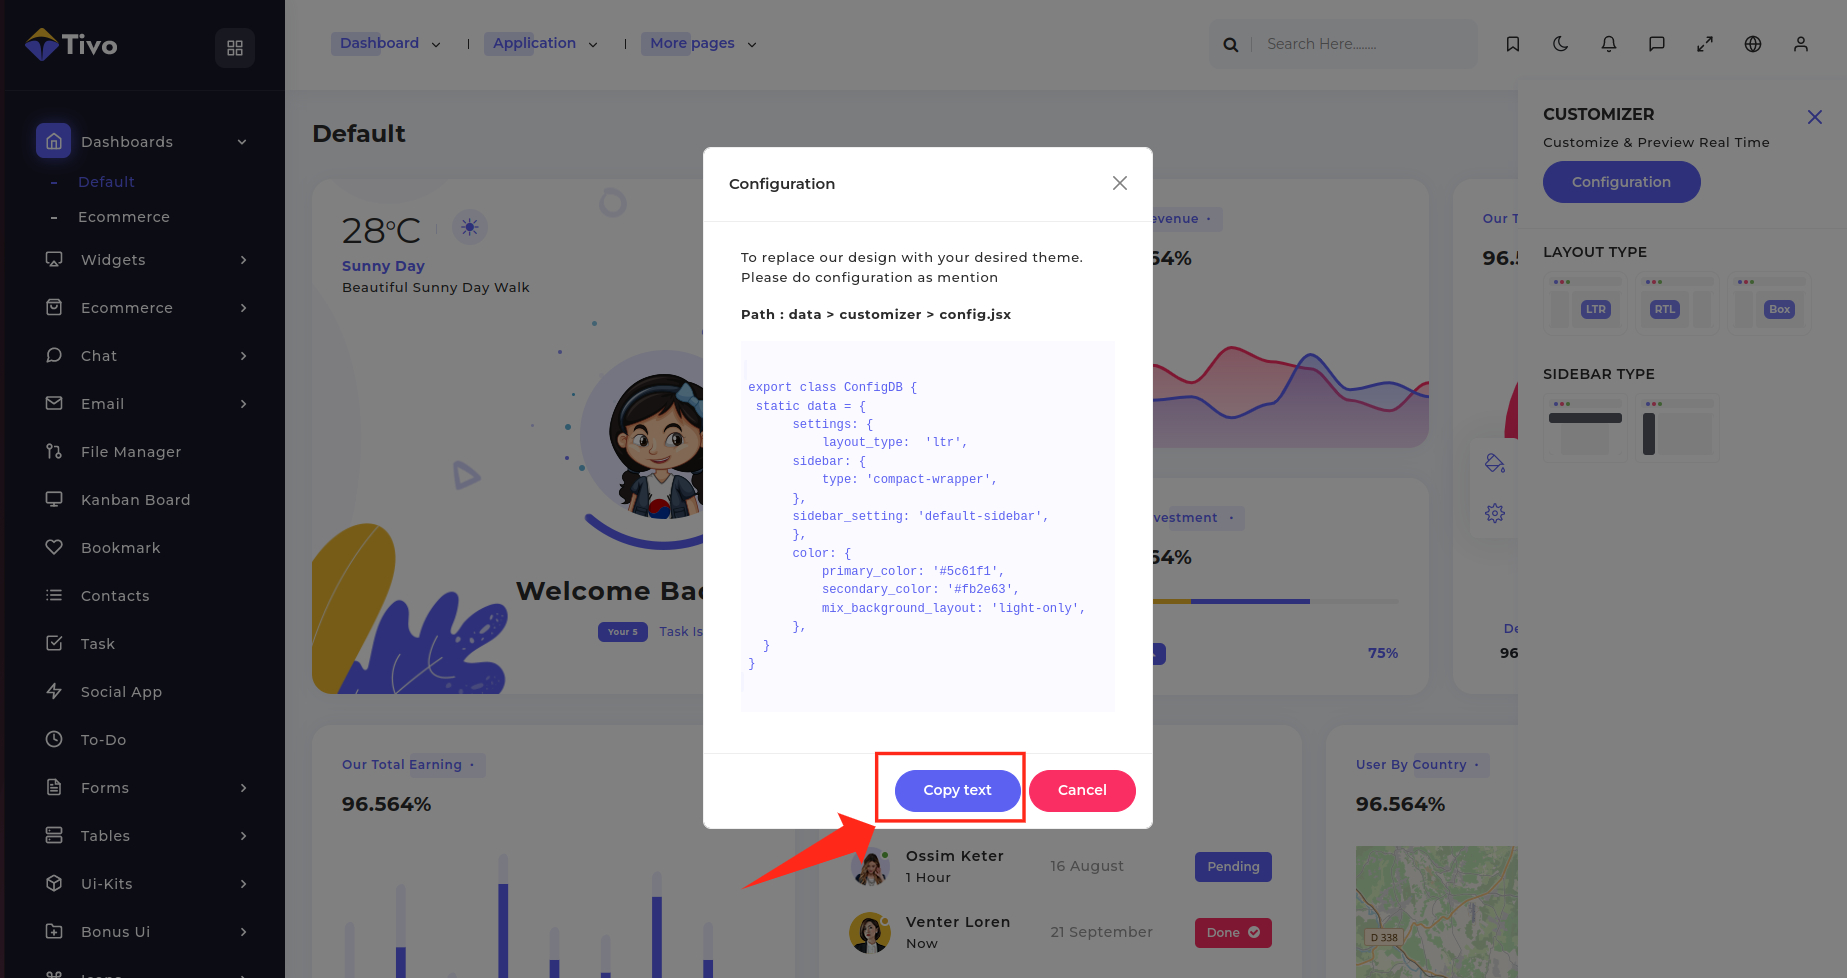 Tivo
Dashboard
Application
More pages
Search Here........
Dashboards
Default
Ecommerce
Widgets
Ecommerce
Chat
Email
File Manager
Kanban Board
Bookmark
Contacts
Task
Social App
To-Do
Forms
Tables
Ui-Kits
Bonus Ui
Default
28°C
Sunny Day
Beautiful Sunny Day Walk
Welcome Bac
Your 5
Task Is
Our Total Earning
96.564%
Configuration
To replace our design with your desired theme.
Please do configuration as mention
Path : data > customizer > config.jsx
export class ConfigDB {
static data = {
settings: {
layout_type: 'ltr',
sidebar: {
type: 'compact-wrapper',
},
sidebar_setting: 'default-sidebar',
},
color: {
primary_color: '#5c61f1',
secondary_color: '#fb2e63',
mix_background_layout: 'light-only',
},
}
}
Copy text
Cancel
evenue
64%
Our T
96.5
vestment
64%
75%
De
96
Ossim Keter
1 Hour
16 August
Pending
Venter Loren
Now
21 September
Done
User By Country
96.564%
D 338
CUSTOMIZER
Customize & Preview Real Time
Configuration
LAYOUT TYPE
LTR
RTL
Box
SIDEBAR TYPE